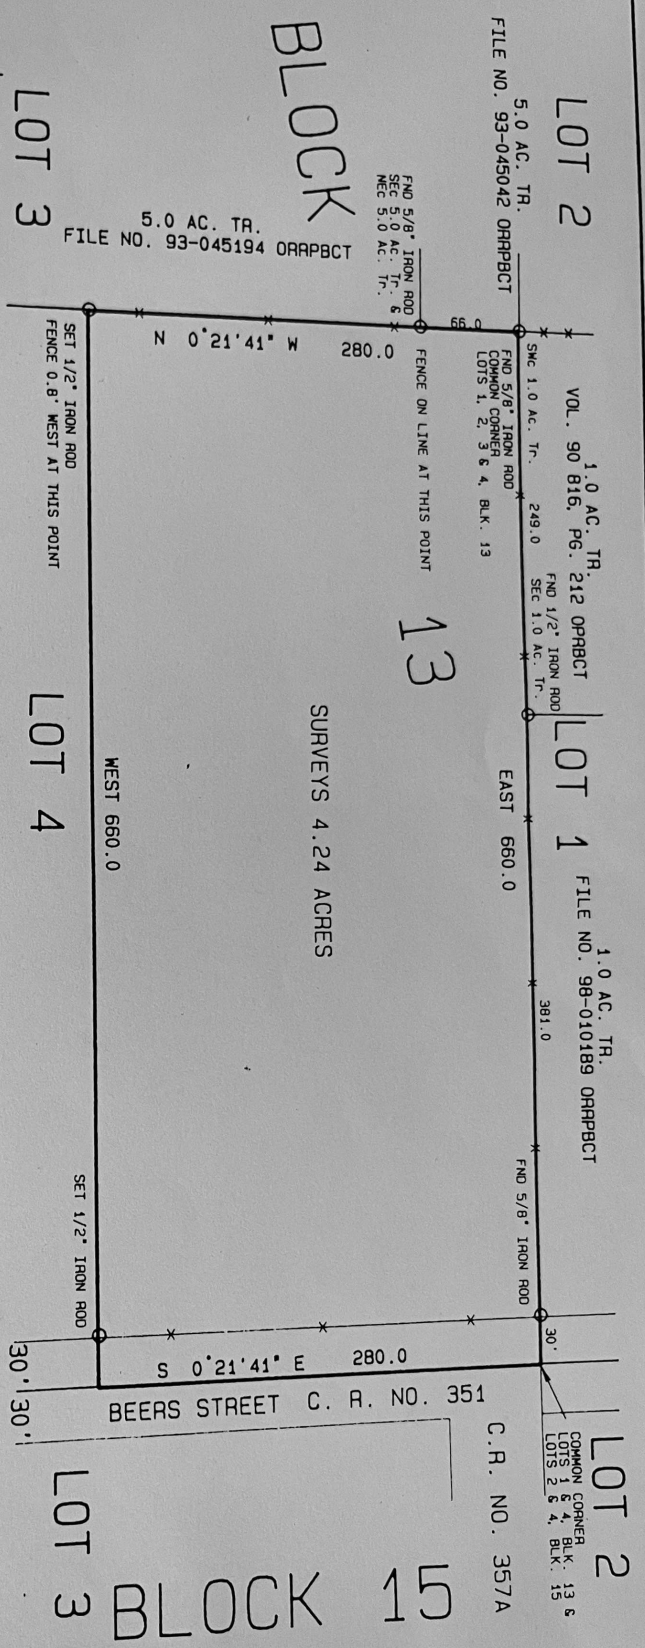 LOT 2
5.0 AC. TR.
FILE NO. 93-045042 ORRPBCT
BLOCK
13
LOT 3
5.0 AC. TR.
FILE NO. 93-045194 ORRPBCT
FND 5/8" IRON ROD
SEc 5.0 Ac. Tr. &
NEc 5.0 Ac. Tr.
66.0
SWc 1.0 Ac. Tr.
249.0
FND 1/2" IRON ROD
SEc 1.0 Ac. Tr.
1.0 AC. TR.
VOL. 90 816, PG. 212 OPRBCT
LOT 1
1.0 AC. TR.
FILE NO. 98-010189 ORRPBCT
FND 5/8" IRON ROD
COMMON CORNER
LOTS 1, 2, 3 & 4, BLK. 13
EAST 660.0
381.0
FND 5/8" IRON ROD
30'
N 0°21'41" W 280.0
FENCE ON LINE AT THIS POINT
SURVEYS 4.24 ACRES
SET 1/2" IRON ROD
FENCE 0.8' WEST AT THIS POINT
WEST 660.0
LOT 4
SET 1/2" IRON ROD
S 0°21'41" E 280.0
BEERS STREET C. R. NO. 351
30' 30'
C.R. NO. 357A
LOT 2
COMMON CORNER
LOTS 1 & 4, BLK. 13 &
LOTS 2 & 4, BLK. 15
LOT 3
BLOCK 15